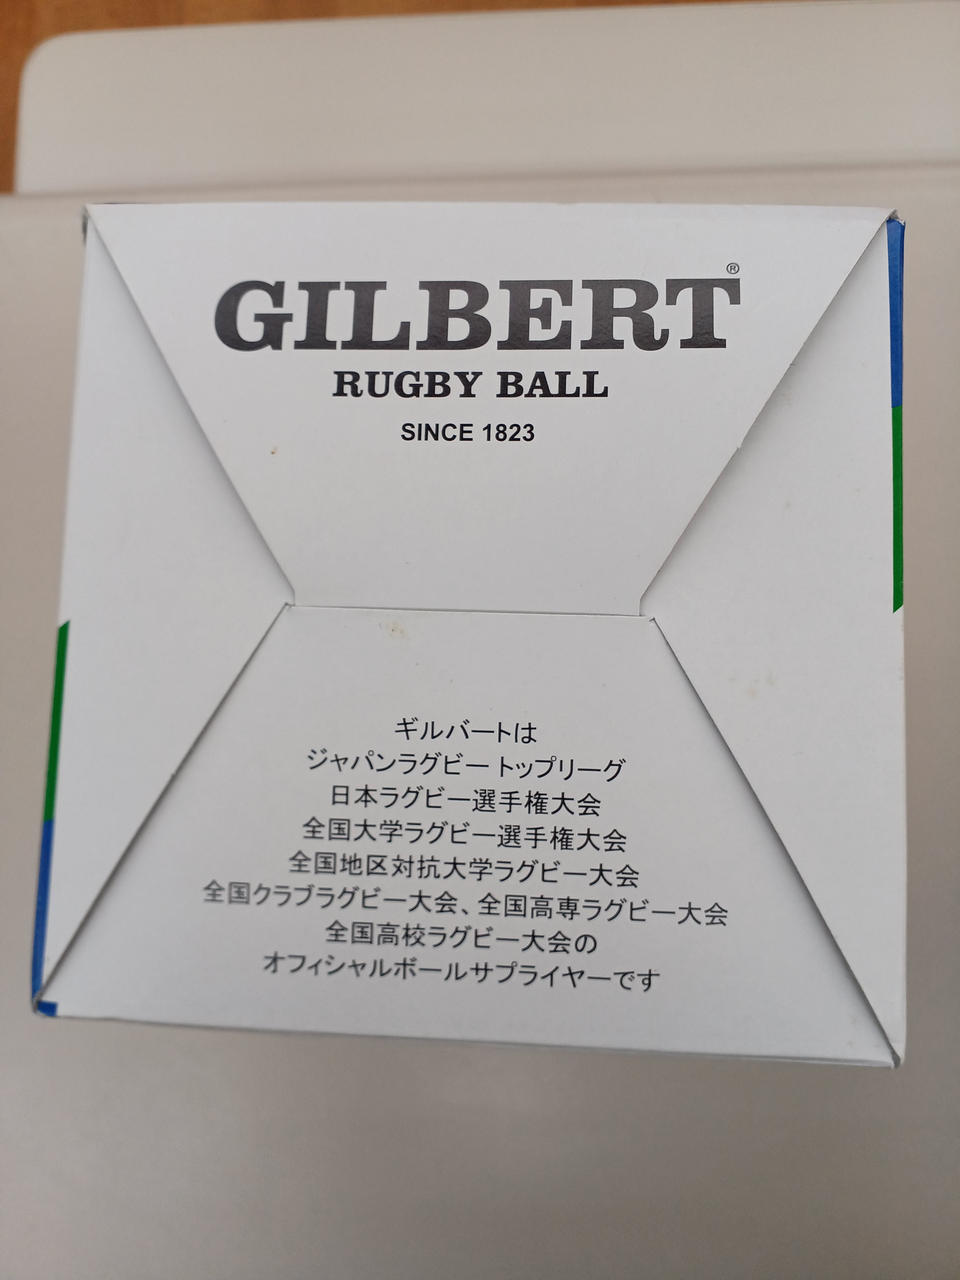 GILBERT®
RUGBY BALL
SINCE 1823
ギルバートは
ジャパンラグビー トップリーグ
日本ラグビー選手権大会
全国大学ラグビー選手権大会
全国地区対抗大学ラグビー大会
全国クラブラグビー大会、全国高専ラグビー大会
全国高校ラグビー大会の
オフィシャルボールサプライヤーです